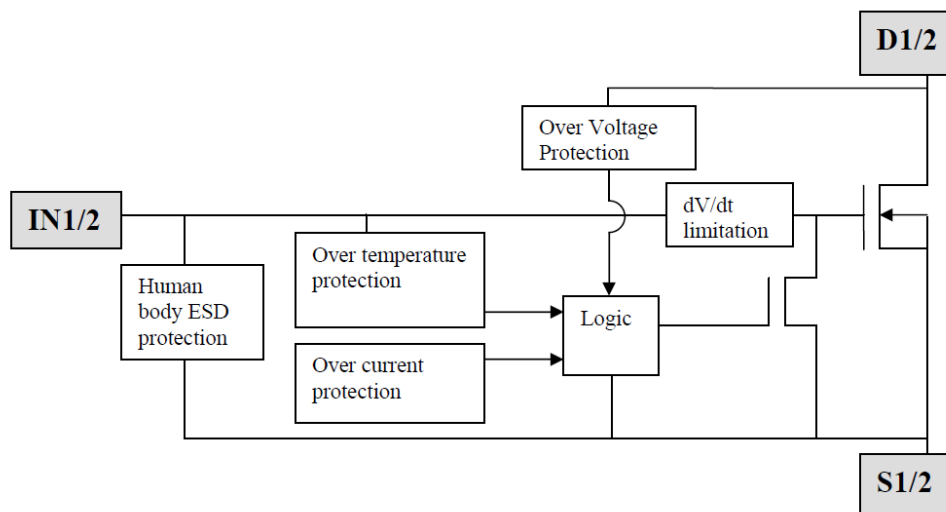 D1/2
Over Voltage
Protection
IN1/2
dV/dt
limitation
Over temperature
protection
Human
body ESD
protection
Logic
Over current
protection
S1/2